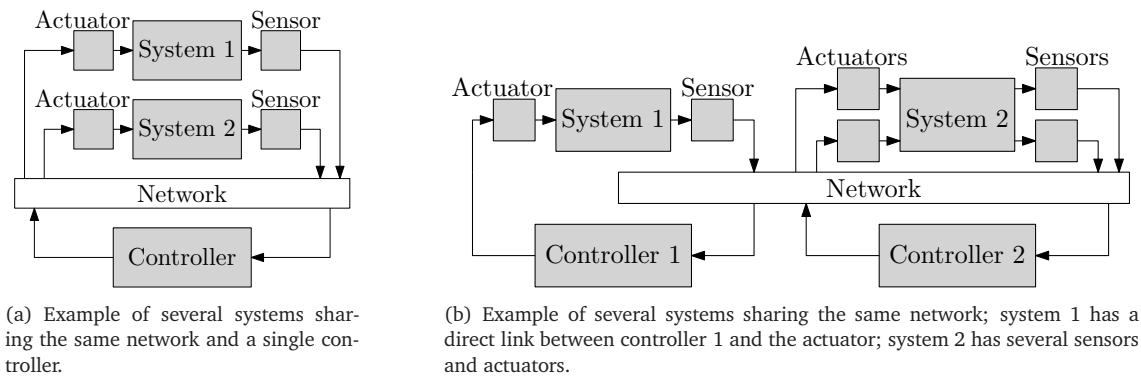 Actuator
Sensor
System 1
Actuator
Sensor
System 2
Network
Controller
(a) Example of several systems shar-
ing the same network and a single con-
troller.
Actuator
Sensor
System 1
Actuators
Sensors
System 2
Network
Controller 1
Controller 2
(b) Example of several systems sharing the same network; system 1 has a
direct link between controller 1 and the actuator; system 2 has several sensors
and actuators.